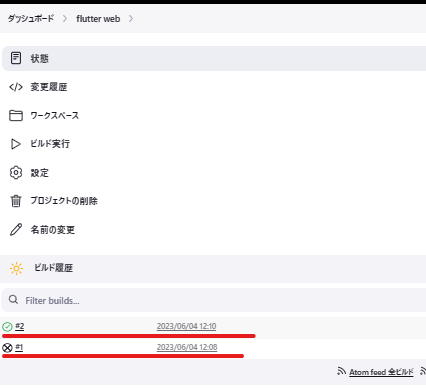 ダッシュボード > flutter web >
状態
</> 変更履歴
ワークスペース
ビルド実行
設定
プロジェクトの削除
名前の変更
ビルド履歴
Filter builds...
#2 2023/06/04 12:10
#1 2023/06/04 12:08
Atom feed 全ビルド